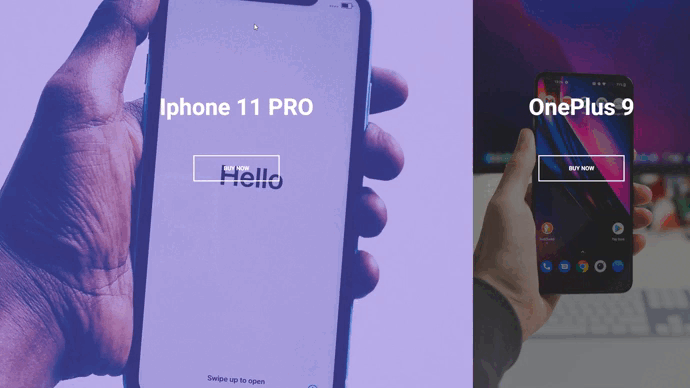 Iphone 11 PRO
BUY NOW
Hello
Swipe up to open
OnePlus 9
BUY NOW